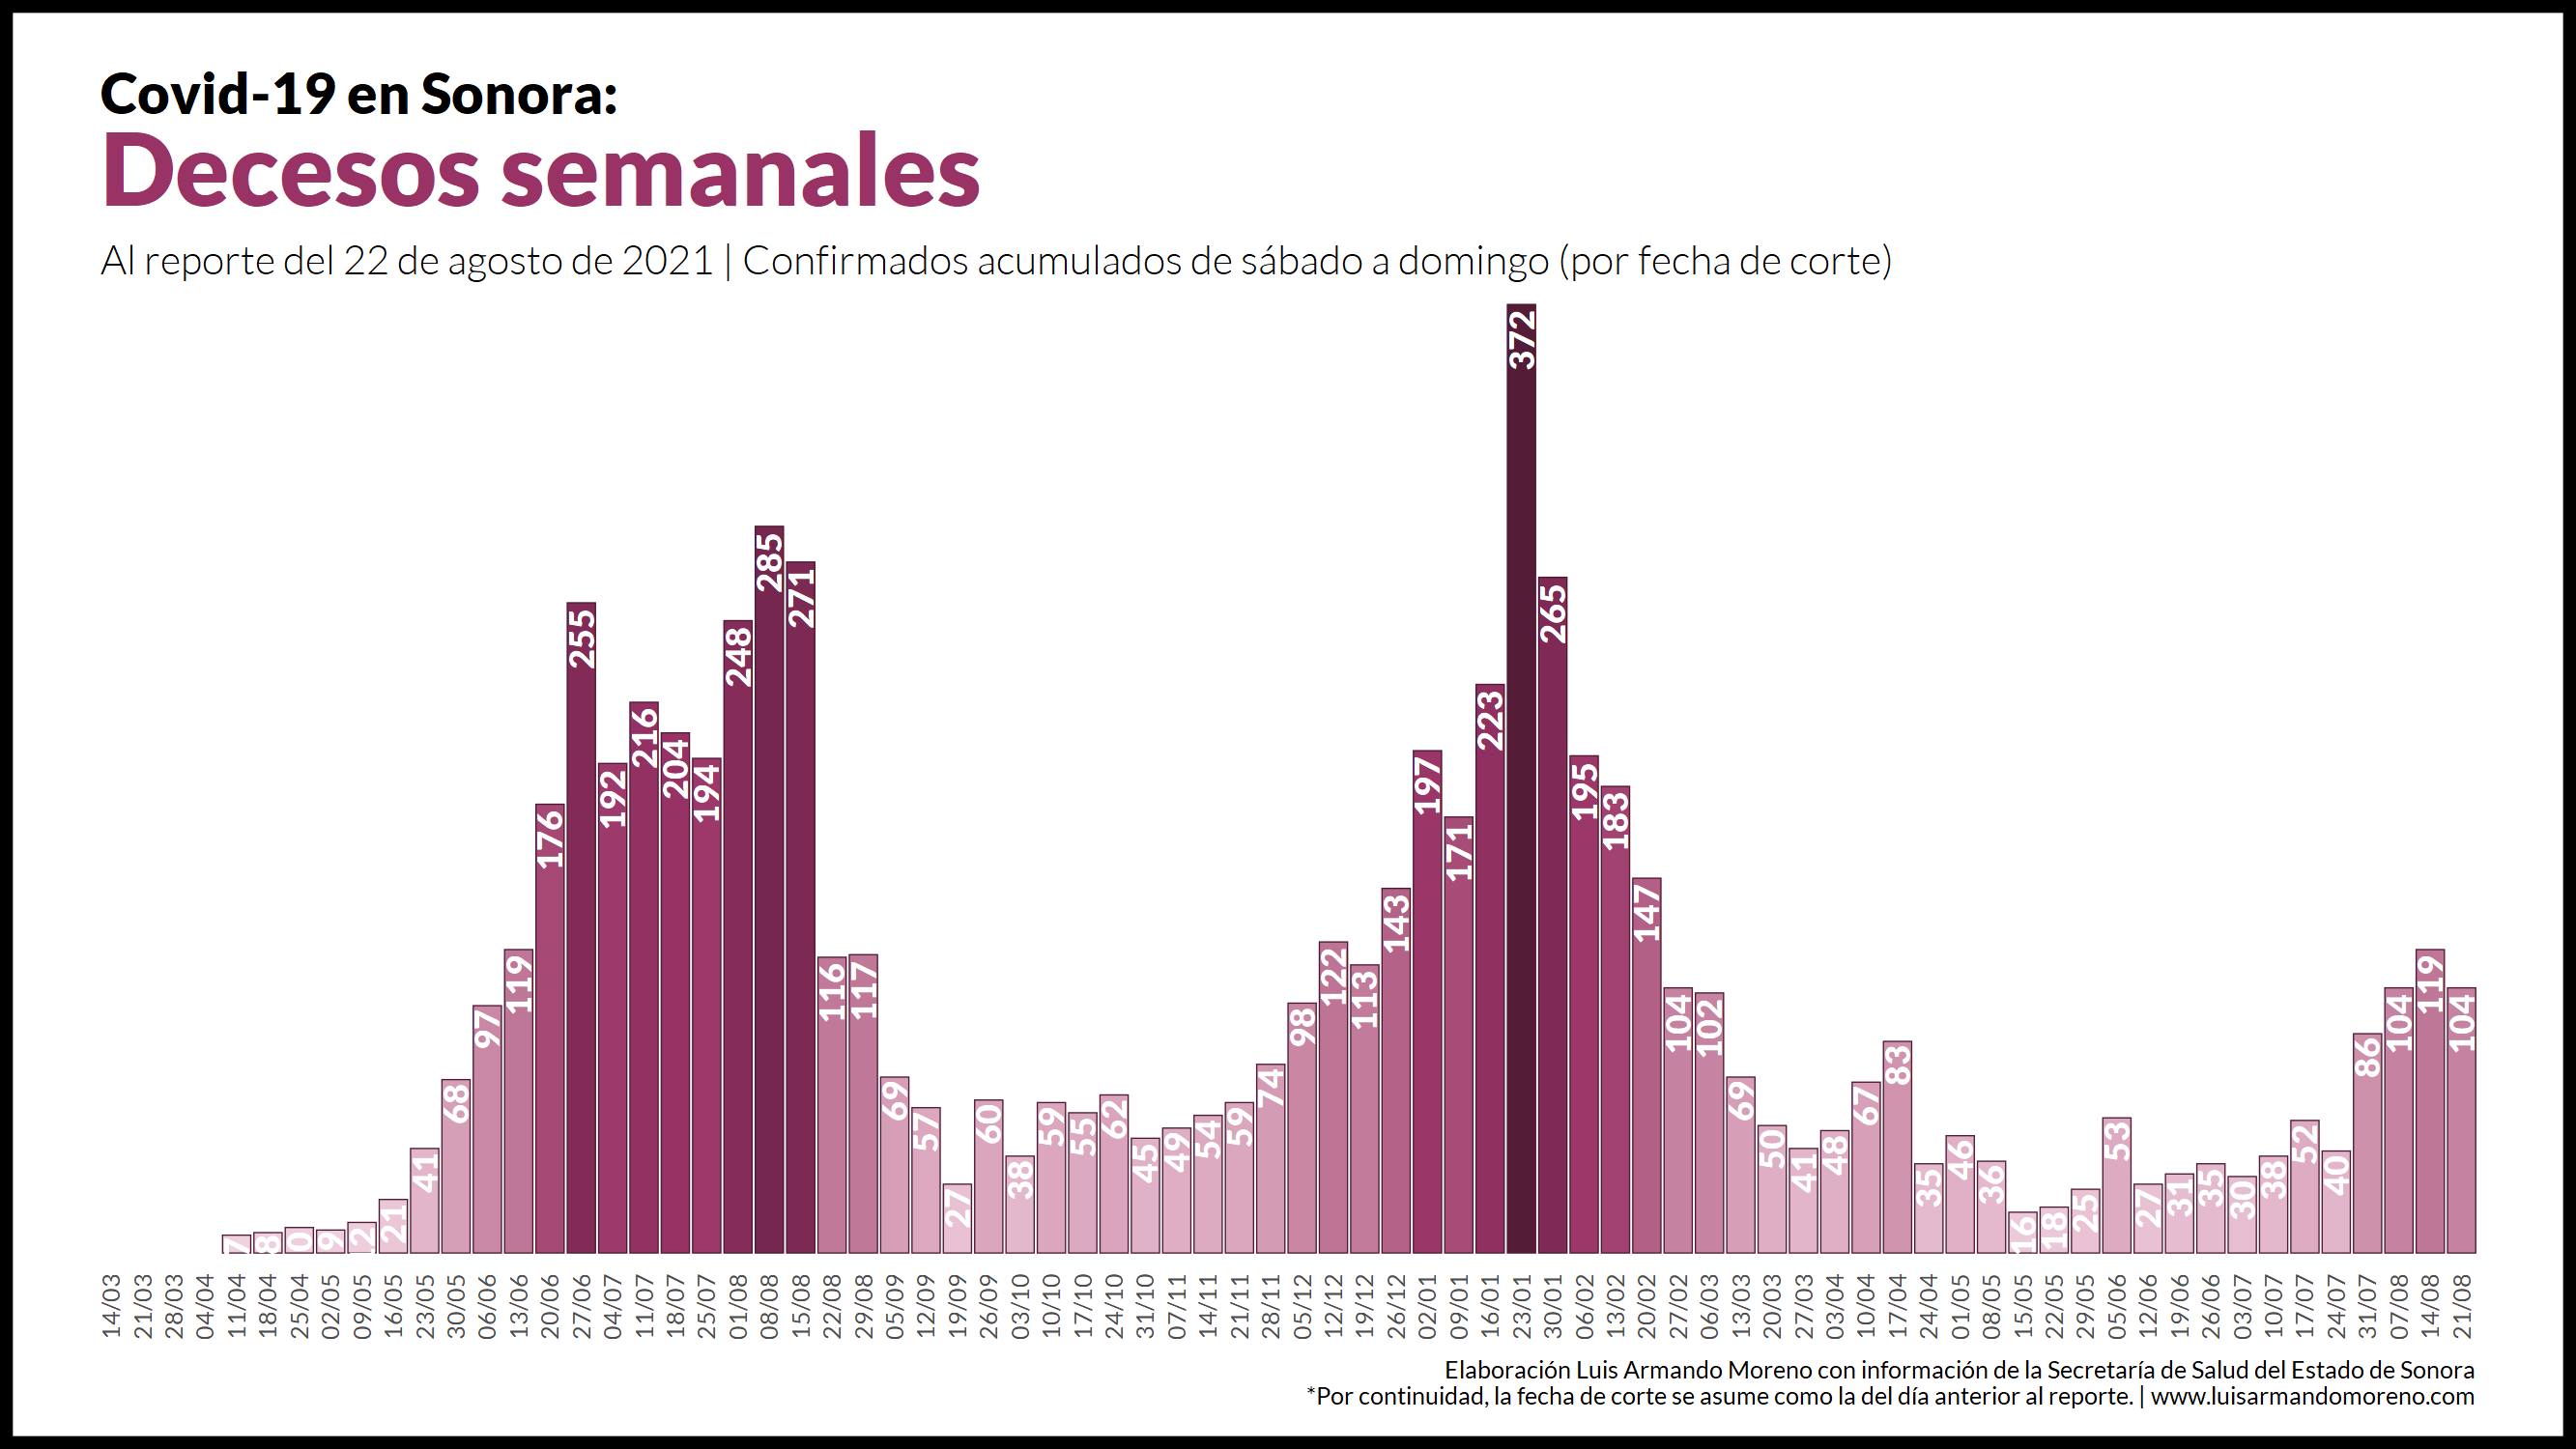 Covid-19 en Sonora:
Decesos semanales
Al reporte del 22 de agosto de 2021 | Confirmados acumulados de sábado a domingo (por fecha de corte)
7 8 0 9 2 21 41 68 97 119 176 255 192 216 204 194 248 285 271 116 117 69 57 27 60 38 59 55 62 45 49 54 59 74 98 122 113 143 197 171 223 372 265 195 183 147 104 102 69 50 41 48 67 83 35 46 36 16 18 25 53 27 31 35 30 38 52 40 86 104 119 104
14/03 21/03 28/03 04/04 11/04 18/04 25/04 02/05 09/05 16/05 23/05 30/05 06/06 13/06 20/06 27/06 04/07 11/07 18/07 25/07 01/08 08/08 15/08 22/08 29/08 05/09 12/09 19/09 26/09 03/10 10/10 17/10 24/10 31/10 07/11 14/11 21/11 28/11 05/12 12/12 19/12 26/12 02/01 09/01 16/01 23/01 30/01 06/02 13/02 20/02 27/02 06/03 13/03 20/03 27/03 03/04 10/04 17/04 24/04 01/05 08/05 15/05 22/05 29/05 05/06 12/06 19/06 26/06 03/07 10/07 17/07 24/07 31/07 07/08 14/08 21/08
Elaboración Luis Armando Moreno con información de la Secretaría de Salud del Estado de Sonora
*Por continuidad, la fecha de corte se asume como la del día anterior al reporte. | www.luisarmandomoreno.com